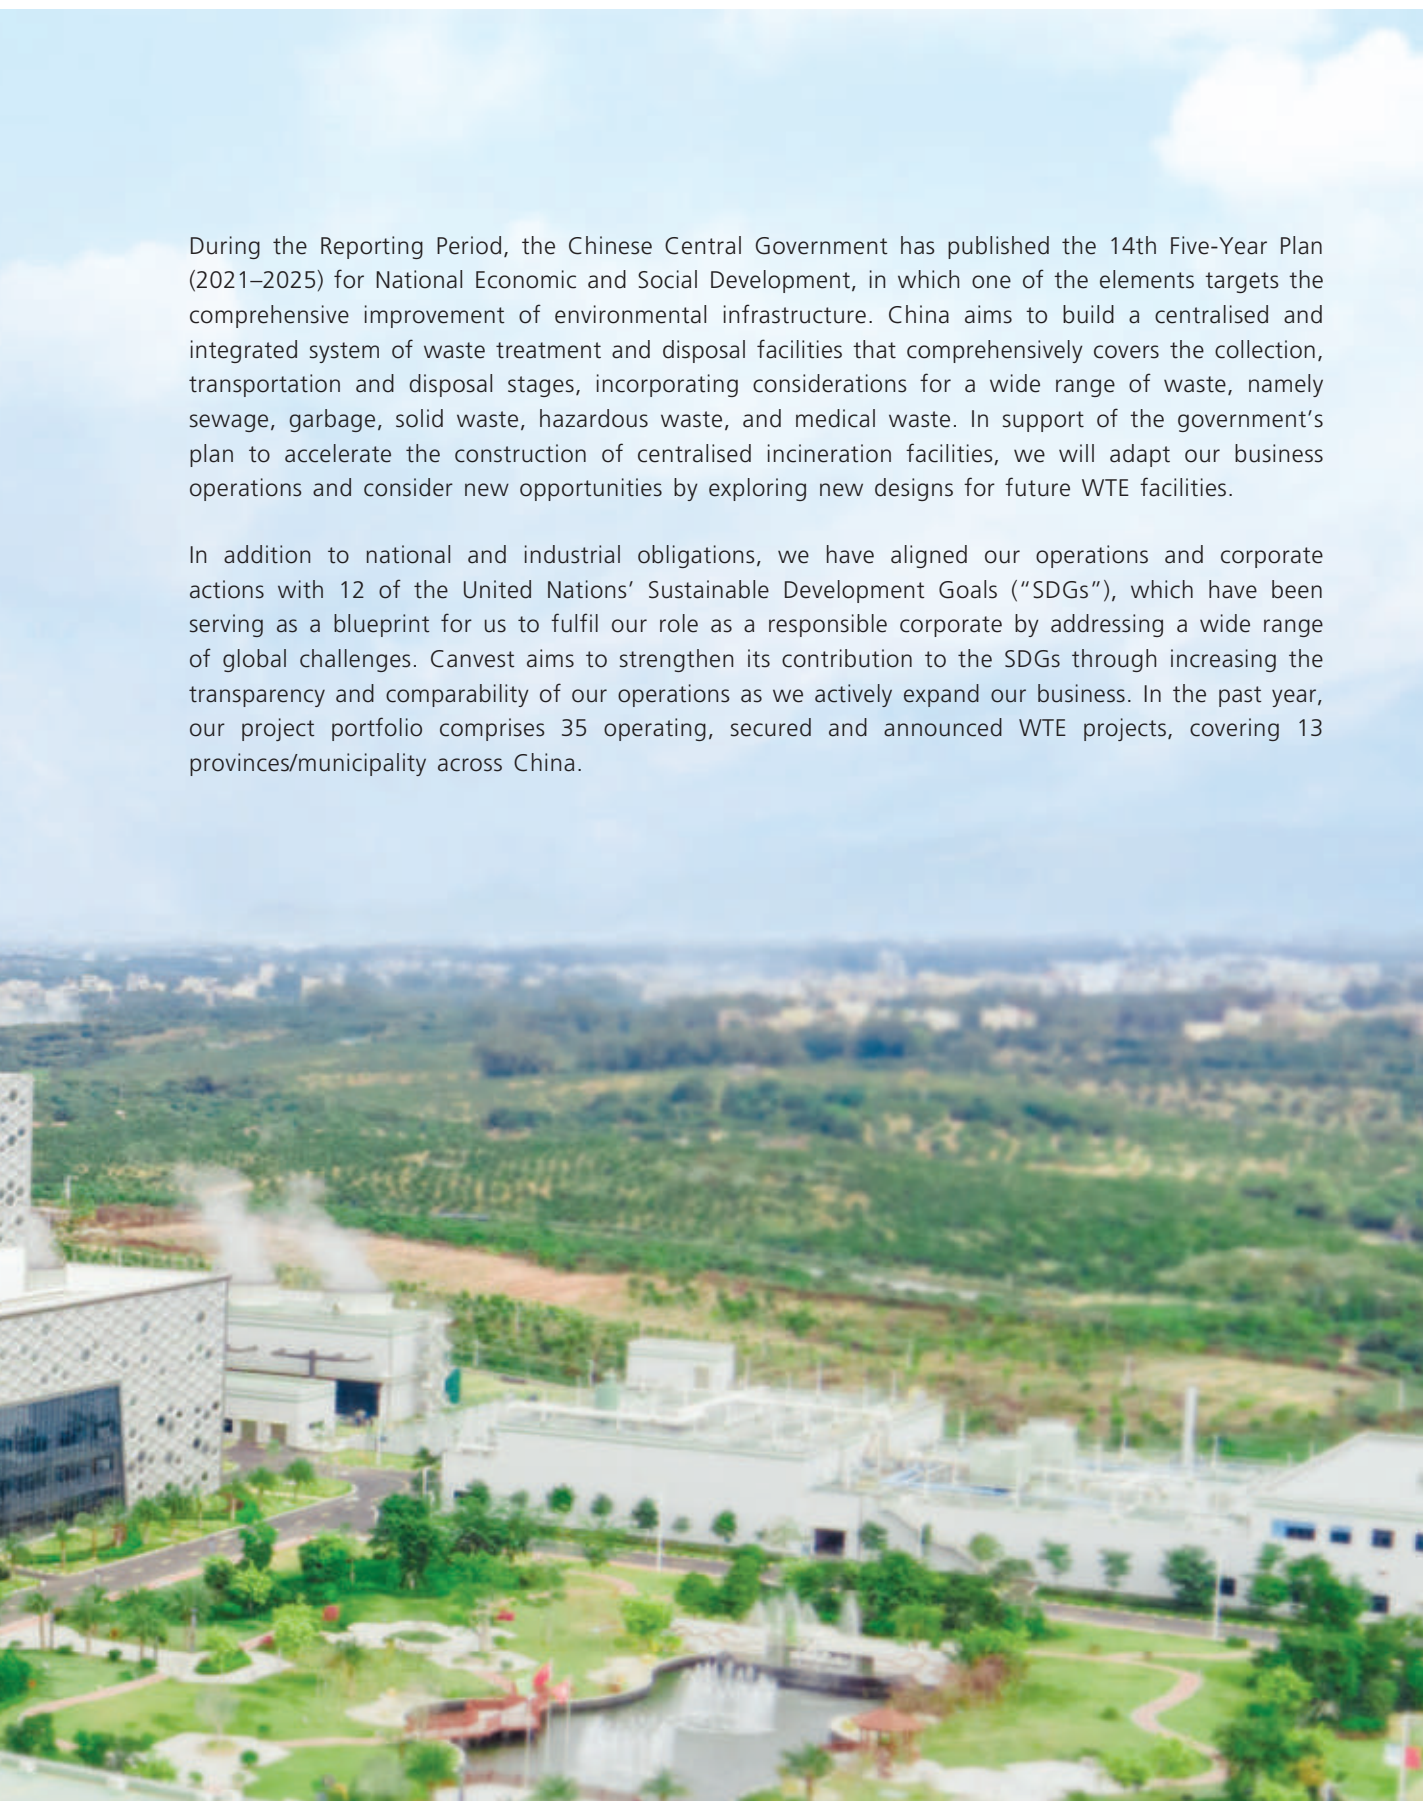 During the Reporting Period, the Chinese Central Government has published the 14th Five-Year Plan
(2021–2025) for National Economic and Social Development, in which one of the elements targets the
comprehensive improvement of environmental infrastructure. China aims to build a centralised and
integrated system of waste treatment and disposal facilities that comprehensively covers the collection,
transportation and disposal stages, incorporating considerations for a wide range of waste, namely
sewage, garbage, solid waste, hazardous waste, and medical waste. In support of the government’s
plan to accelerate the construction of centralised incineration facilities, we will adapt our business
operations and consider new opportunities by exploring new designs for future WTE facilities.
In addition to national and industrial obligations, we have aligned our operations and corporate
actions with 12 of the United Nations’ Sustainable Development Goals (“SDGs”), which have been
serving as a blueprint for us to fulfil our role as a responsible corporate by addressing a wide range
of global challenges. Canvest aims to strengthen its contribution to the SDGs through increasing the
transparency and comparability of our operations as we actively expand our business. In the past year,
our project portfolio comprises 35 operating, secured and announced WTE projects, covering 13
provinces/municipality across China.